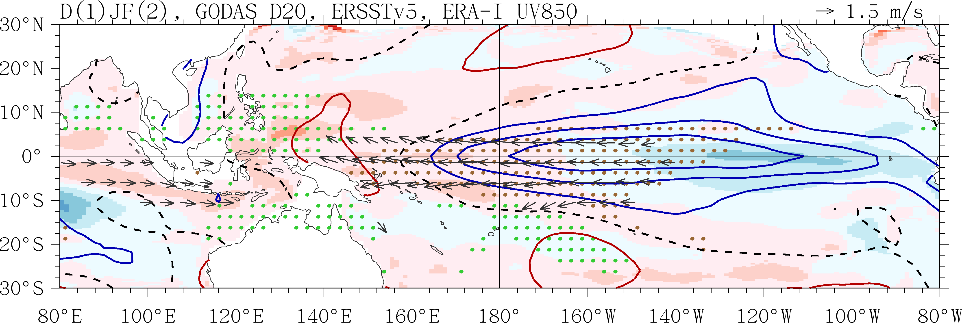 D(1)JF(2), GODAS D20, ERSSTv5, ERA-I UV850
1.5 m/s
30°N
20°N
10°N
0°
10°S
20°S
30°S
80°E 100°E 120°E 140°E 160°E 180° 160°W 140°W 120°W 100°W 80°W